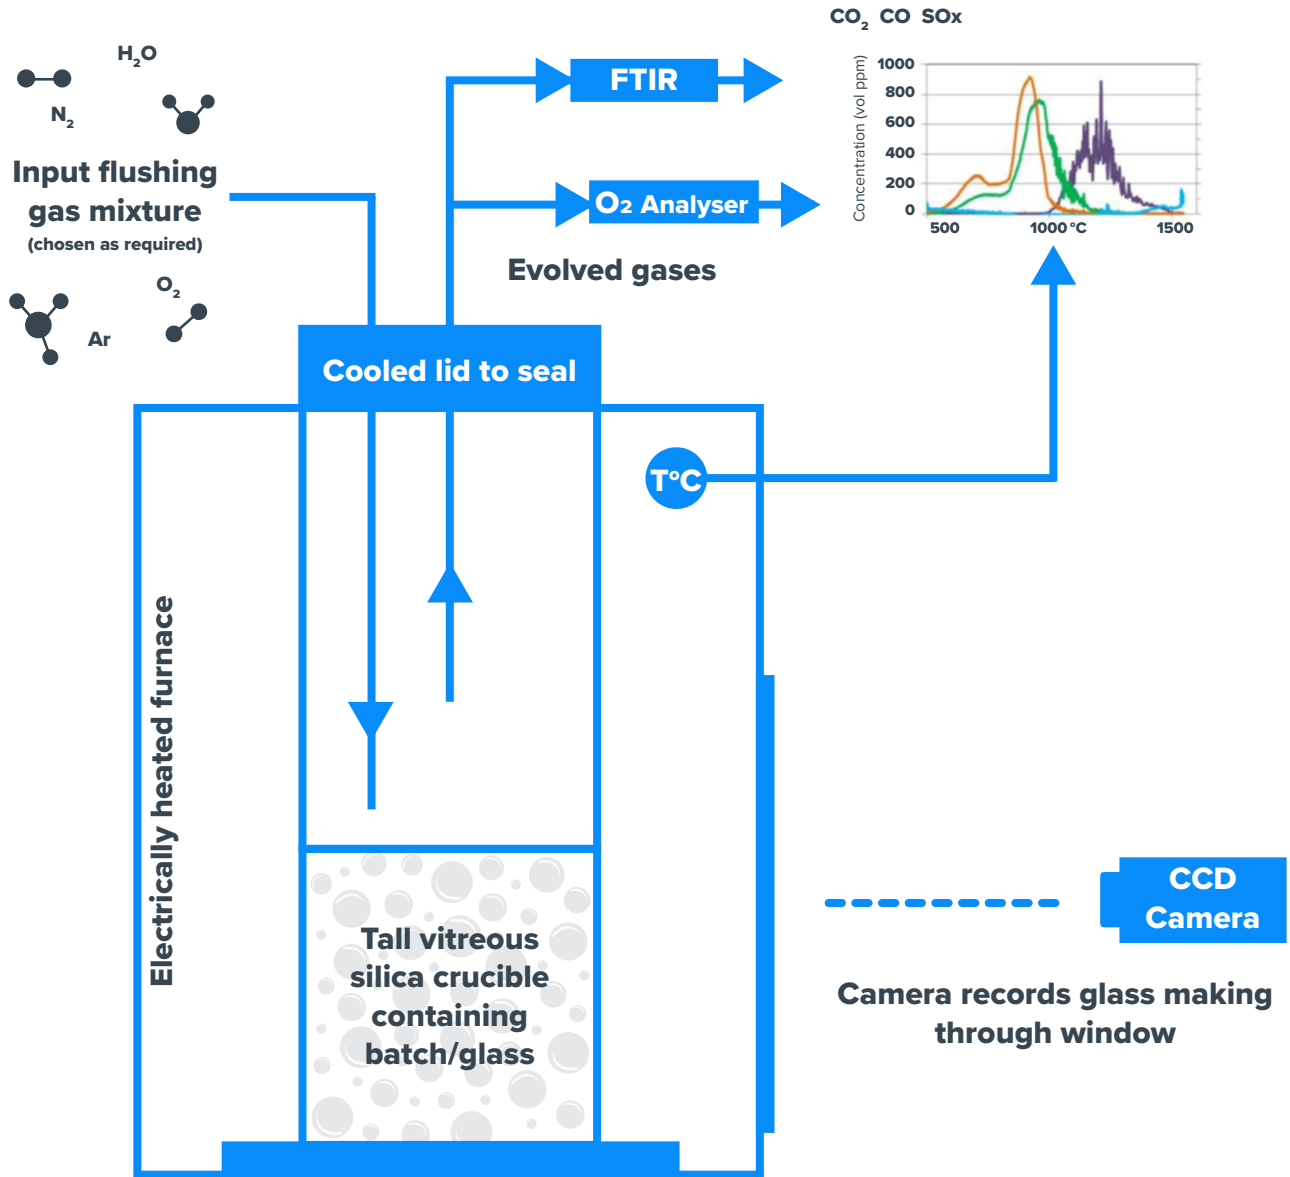 CO₂ CO SOx
H₂O
N₂
Input flushing
gas mixture
(chosen as required)
O₂
Ar
FTIR
O₂ Analyser
Evolved gases
Concentration (vol ppm)
1000
800
600
400
200
0
500
1000°C
1500
Cooled lid to seal
T°C
Electrically heated furnace
Tall vitreous
silica crucible
containing
batch/glass
CCD
Camera
Camera records glass making
through window